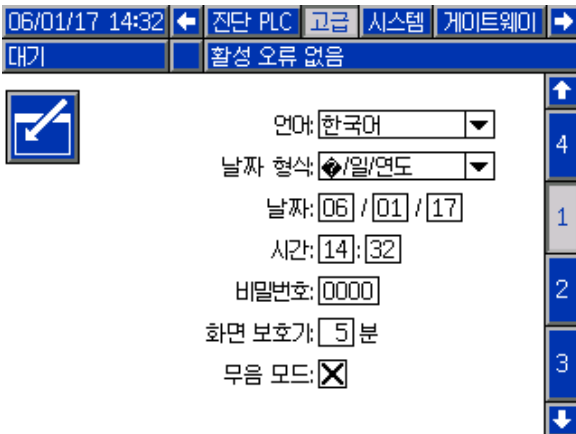 06/01/17 14:32 진단 PLC 고급 시스템 게이트웨이
대기 활성 오류 없음
언어: 한국어
날짜 형식: �/일/연도
날짜: 06 / 01 / 17
시간: 14 : 32
비밀번호: 0000
화면 보호기: 5 분
무음 모드: X
4
1
2
3